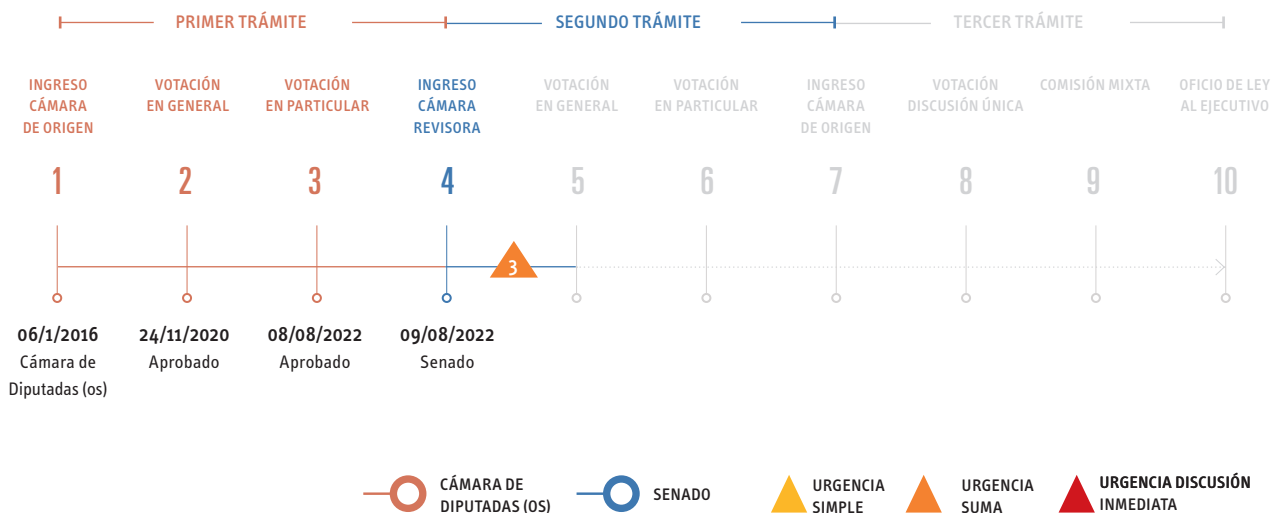 PRIMER TRÁMITE
SEGUNDO TRÁMITE
TERCER TRÁMITE
INGRESO
CÁMARA
DE ORIGEN
VOTACIÓN
EN GENERAL
VOTACIÓN
EN PARTICULAR
INGRESO
CÁMARA
REVISORA
VOTACIÓN
EN GENERAL
VOTACIÓN
EN PARTICULAR
INGRESO
CÁMARA
DE ORIGEN
VOTACIÓN
DISCUSIÓN ÚNICA
COMISIÓN MIXTA
OFICIO DE LEY
AL EJECUTIVO
1
2
3
4
5
6
7
8
9
10
3
06/1/2016
Cámara de
Diputadas (os)
24/11/2020
Aprobado
08/08/2022
Aprobado
09/08/2022
Senado
CÁMARA DE
DIPUTADAS (OS)
SENADO
URGENCIA
SIMPLE
URGENCIA
SUMA
URGENCIA DISCUSIÓN
INMEDIATA